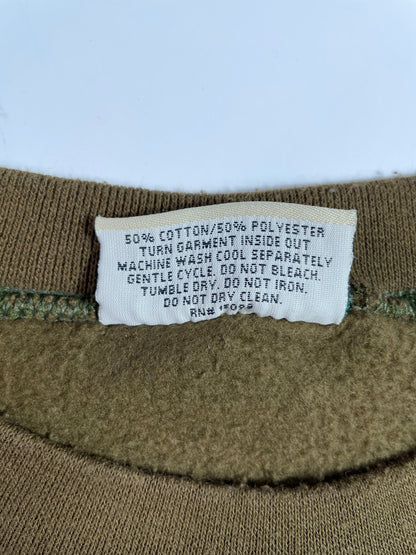 50% COTTON/50% POLYESTER
TURN GARMENT INSIDE OUT
MACHINE WASH COOL SEPARATELY
GENTLE CYCLE. DO NOT BLEACH.
TUMBLE DRY. DO NOT IRON.
DO NOT DRY CLEAN.
RN#